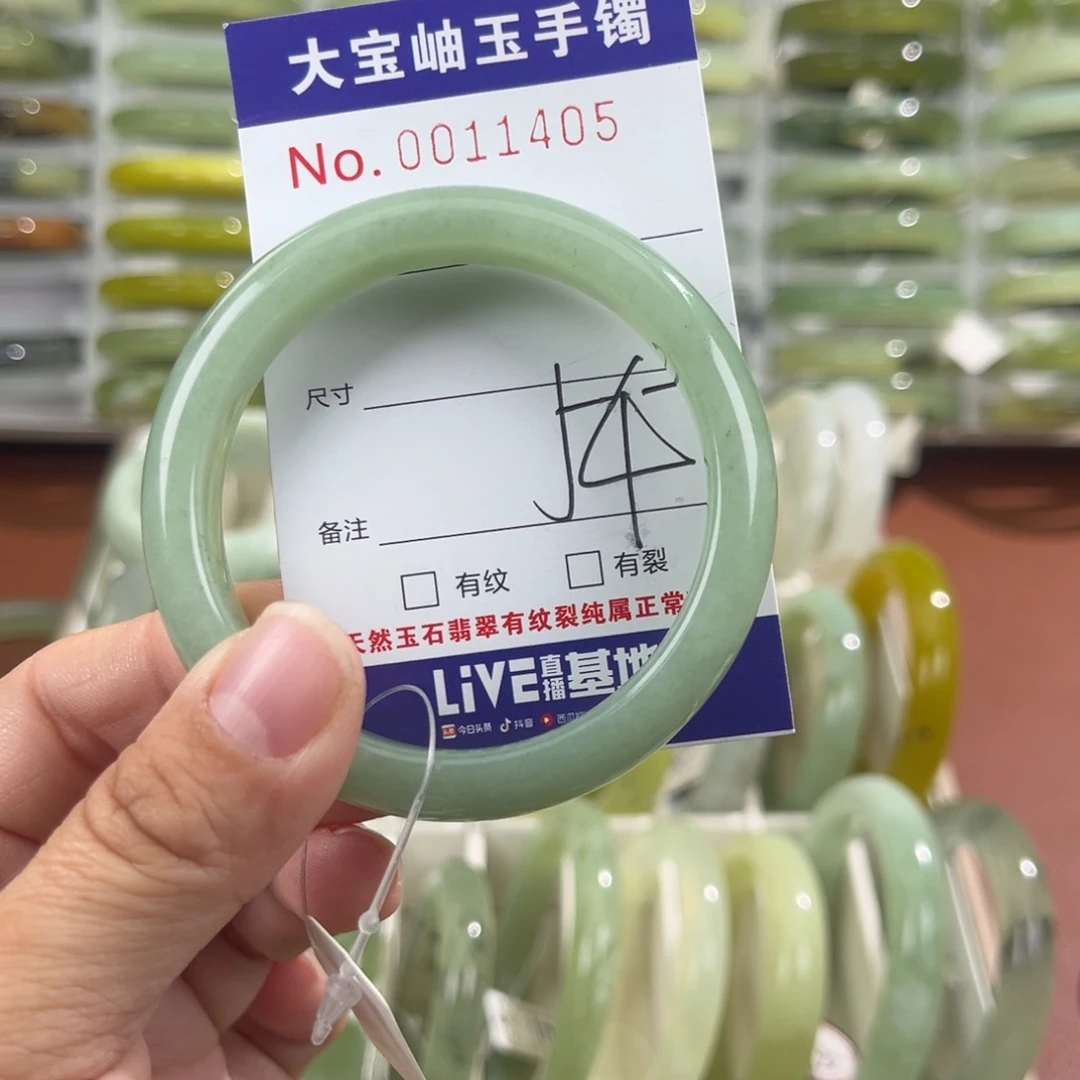 大宝岫玉手镯
No. 0011405
尺寸
备注
有纹 有裂
天然玉石翡翠有纹裂纯属正常
LiVE直播基地
今日头条 抖音 西瓜